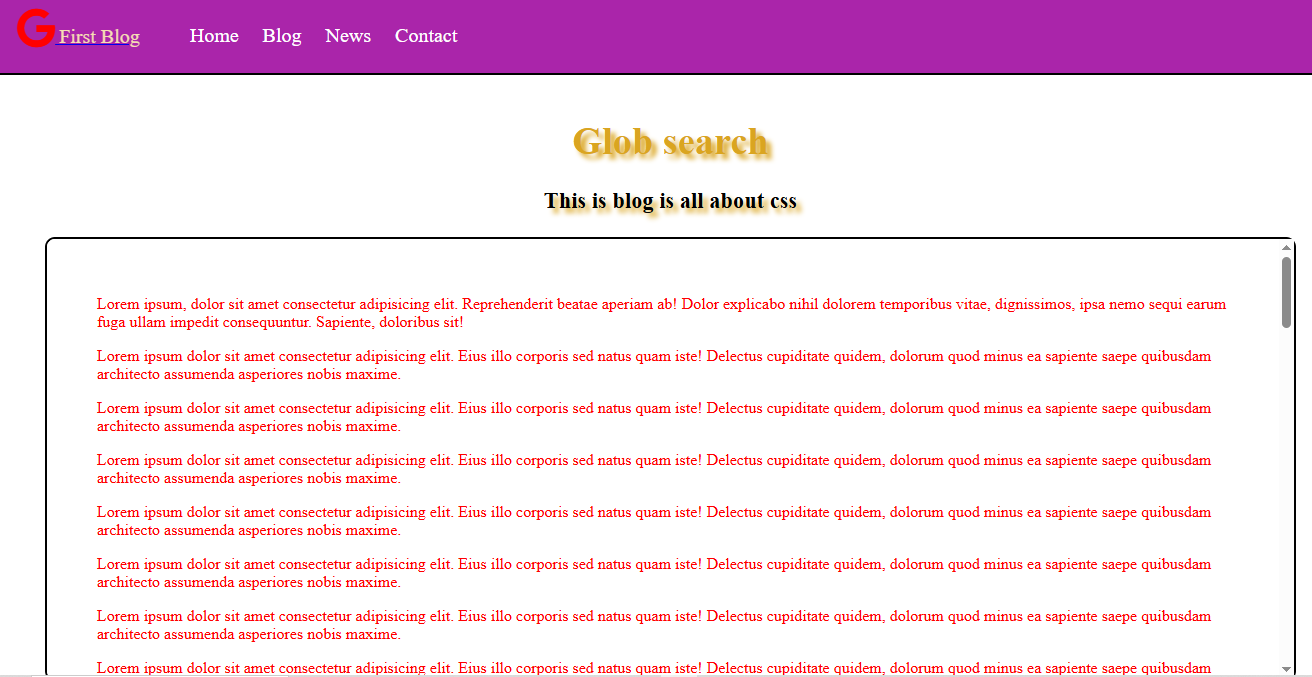 G First Blog Home Blog News Contact
Glob search
This is blog is all about css
Lorem ipsum, dolor sit amet consectetur adipisicing elit. Reprehenderit beatae aperiam ab! Dolor explicabo nihil dolorem temporibus vitae, dignissimos, ipsa nemo sequi earum
fuga ullam impedit consequuntur. Sapiente, doloribus sit!
Lorem ipsum dolor sit amet consectetur adipisicing elit. Eius illo corporis sed natus quam iste! Delectus cupiditate quidem, dolorum quod minus ea sapiente saepe quibusdam
architecto assumenda asperiores nobis maxime.
Lorem ipsum dolor sit amet consectetur adipisicing elit. Eius illo corporis sed natus quam iste! Delectus cupiditate quidem, dolorum quod minus ea sapiente saepe quibusdam
architecto assumenda asperiores nobis maxime.
Lorem ipsum dolor sit amet consectetur adipisicing elit. Eius illo corporis sed natus quam iste! Delectus cupiditate quidem, dolorum quod minus ea sapiente saepe quibusdam
architecto assumenda asperiores nobis maxime.
Lorem ipsum dolor sit amet consectetur adipisicing elit. Eius illo corporis sed natus quam iste! Delectus cupiditate quidem, dolorum quod minus ea sapiente saepe quibusdam
architecto assumenda asperiores nobis maxime.
Lorem ipsum dolor sit amet consectetur adipisicing elit. Eius illo corporis sed natus quam iste! Delectus cupiditate quidem, dolorum quod minus ea sapiente saepe quibusdam
architecto assumenda asperiores nobis maxime.
Lorem ipsum dolor sit amet consectetur adipisicing elit. Eius illo corporis sed natus quam iste! Delectus cupiditate quidem, dolorum quod minus ea sapiente saepe quibusdam
architecto assumenda asperiores nobis maxime.
Lorem ipsum dolor sit amet consectetur adipisicing elit. Eius illo corporis sed natus quam iste! Delectus cupiditate quidem, dolorum quod minus ea sapiente saepe quibusdam